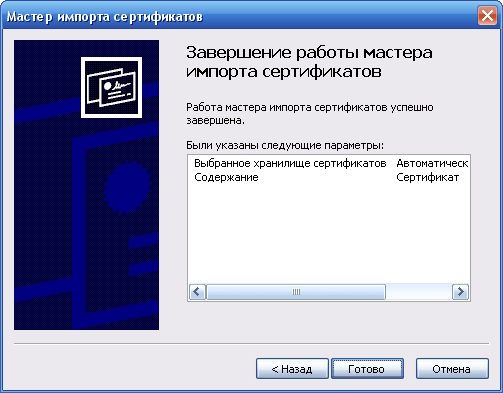 Мастер импорта сертификатов
Завершение работы мастера
импорта сертификатов
Работа мастера импорта сертификатов успешно
завершена.
Были указаны следующие параметры:
Выбранное хранилище сертификатов Автоматическ
Содержание Сертификат
< Назад Готово Отмена